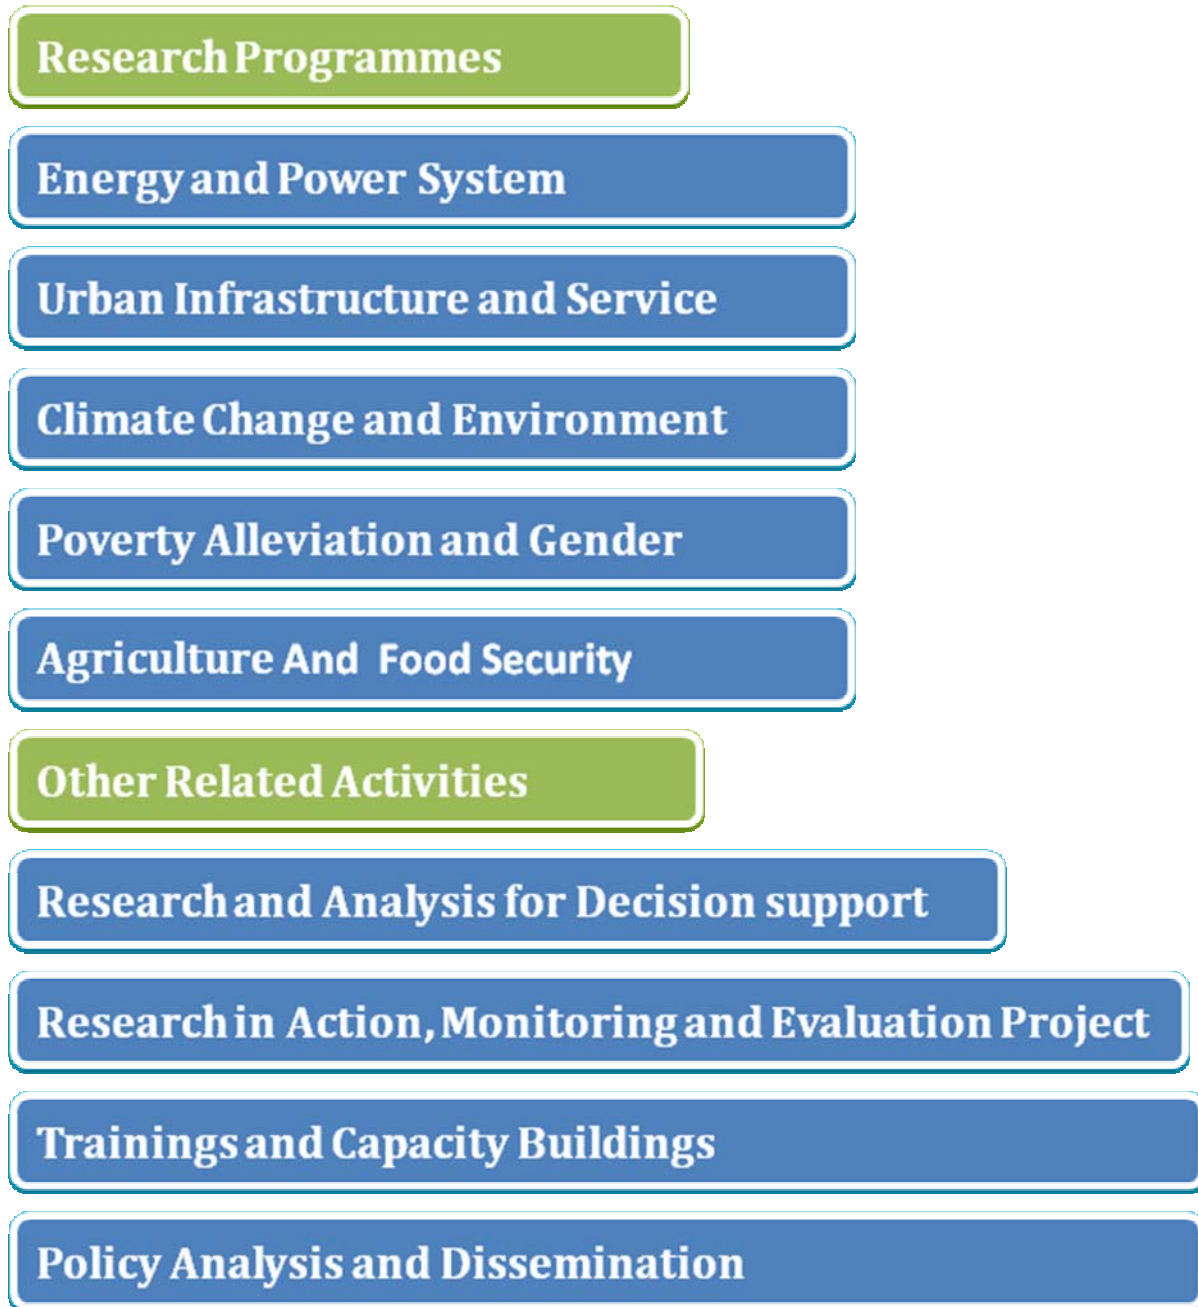 Research Programmes
Energy and Power System
Urban Infrastructure and Service
Climate Change and Environment
Poverty Alleviation and Gender
Agriculture And Food Security
Other Related Activities
Research and Analysis for Decision support
Research in Action, Monitoring and Evaluation Project
Trainings and Capacity Buildings
Policy Analysis and Dissemination